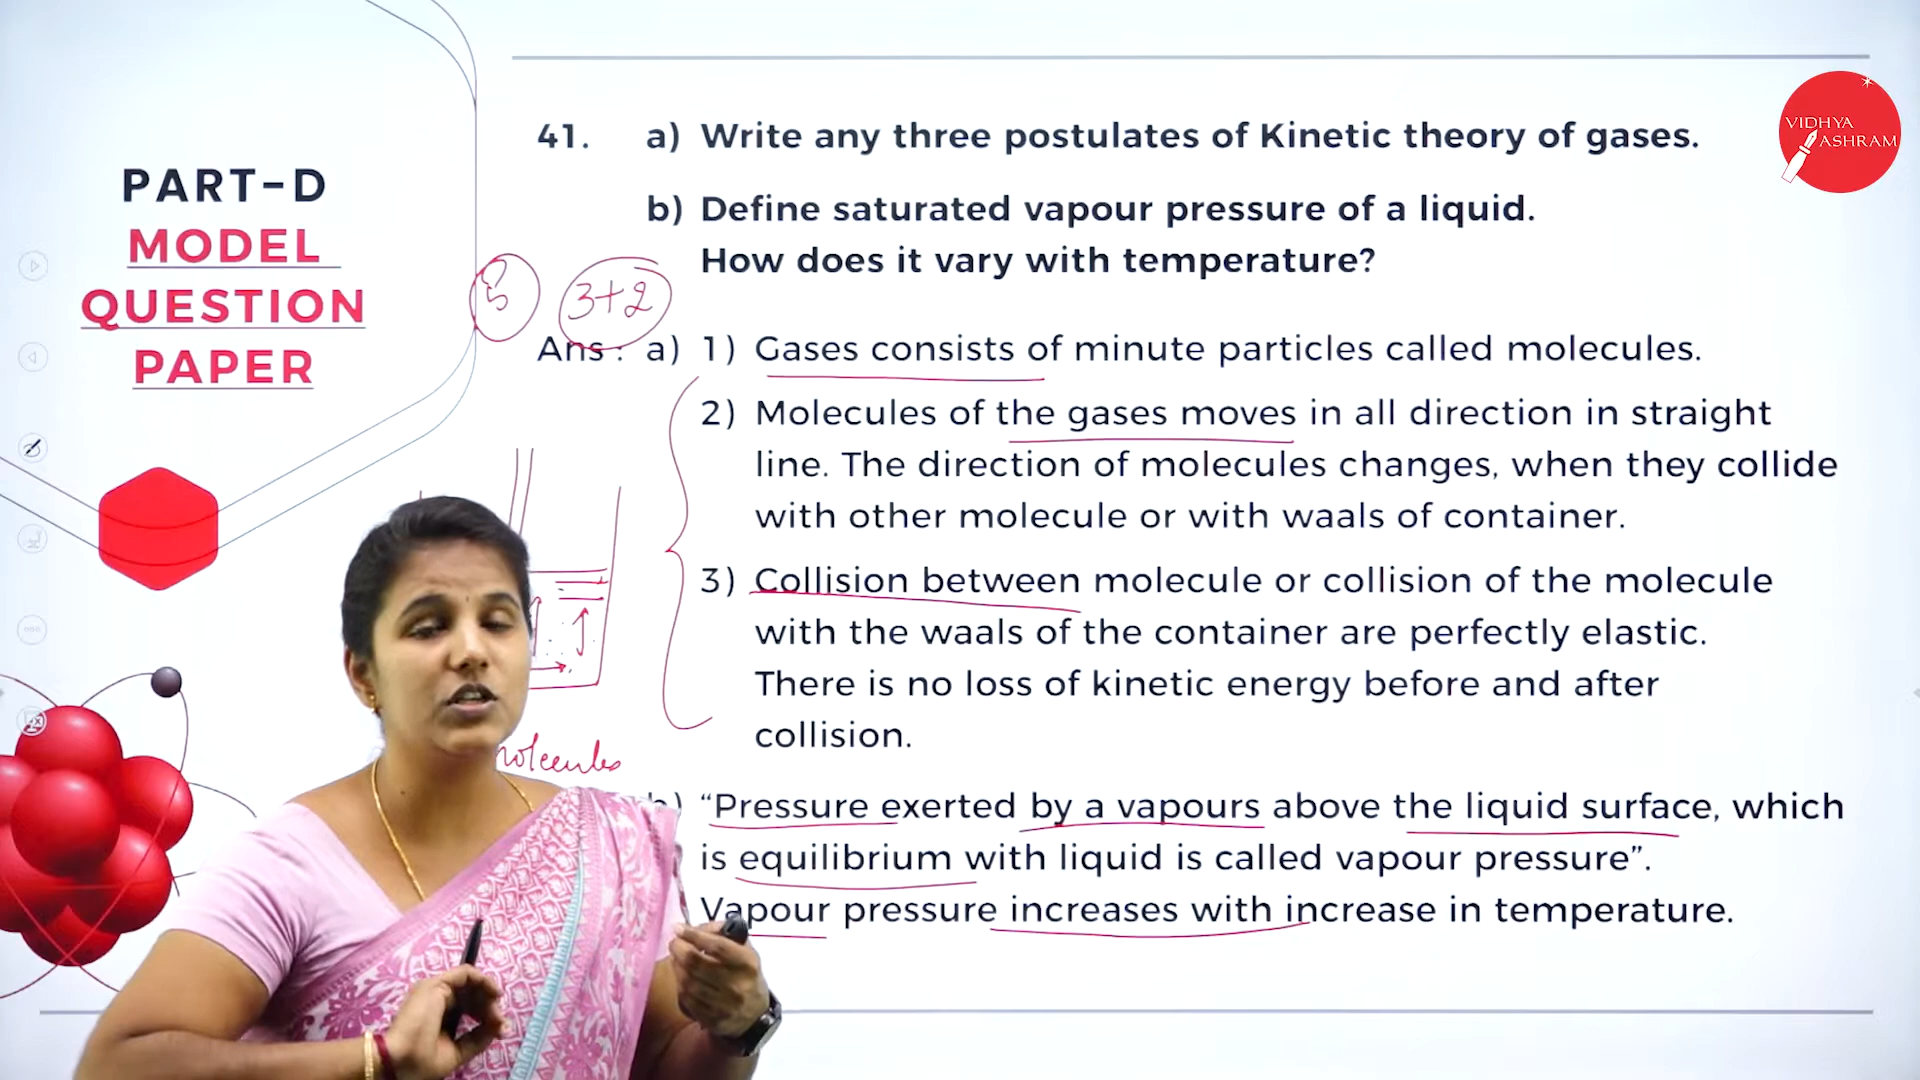 VIDHYA
ASHRAM
PART-D
MODEL
QUESTION
PAPER
41. a) Write any three postulates of Kinetic theory of gases.
b) Define saturated vapour pressure of a liquid.
How does it vary with temperature?
5 3+2
Ans : a) 1) Gases consists of minute particles called molecules.
2) Molecules of the gases moves in all direction in straight
line. The direction of molecules changes, when they collide
with other molecule or with waals of container.
3) Collision between molecule or collision of the molecule
with the waals of the container are perfectly elastic.
There is no loss of kinetic energy before and after
collision.
molecules
b) “Pressure exerted by a vapours above the liquid surface, which
is equilibrium with liquid is called vapour pressure”.
Vapour pressure increases with increase in temperature.